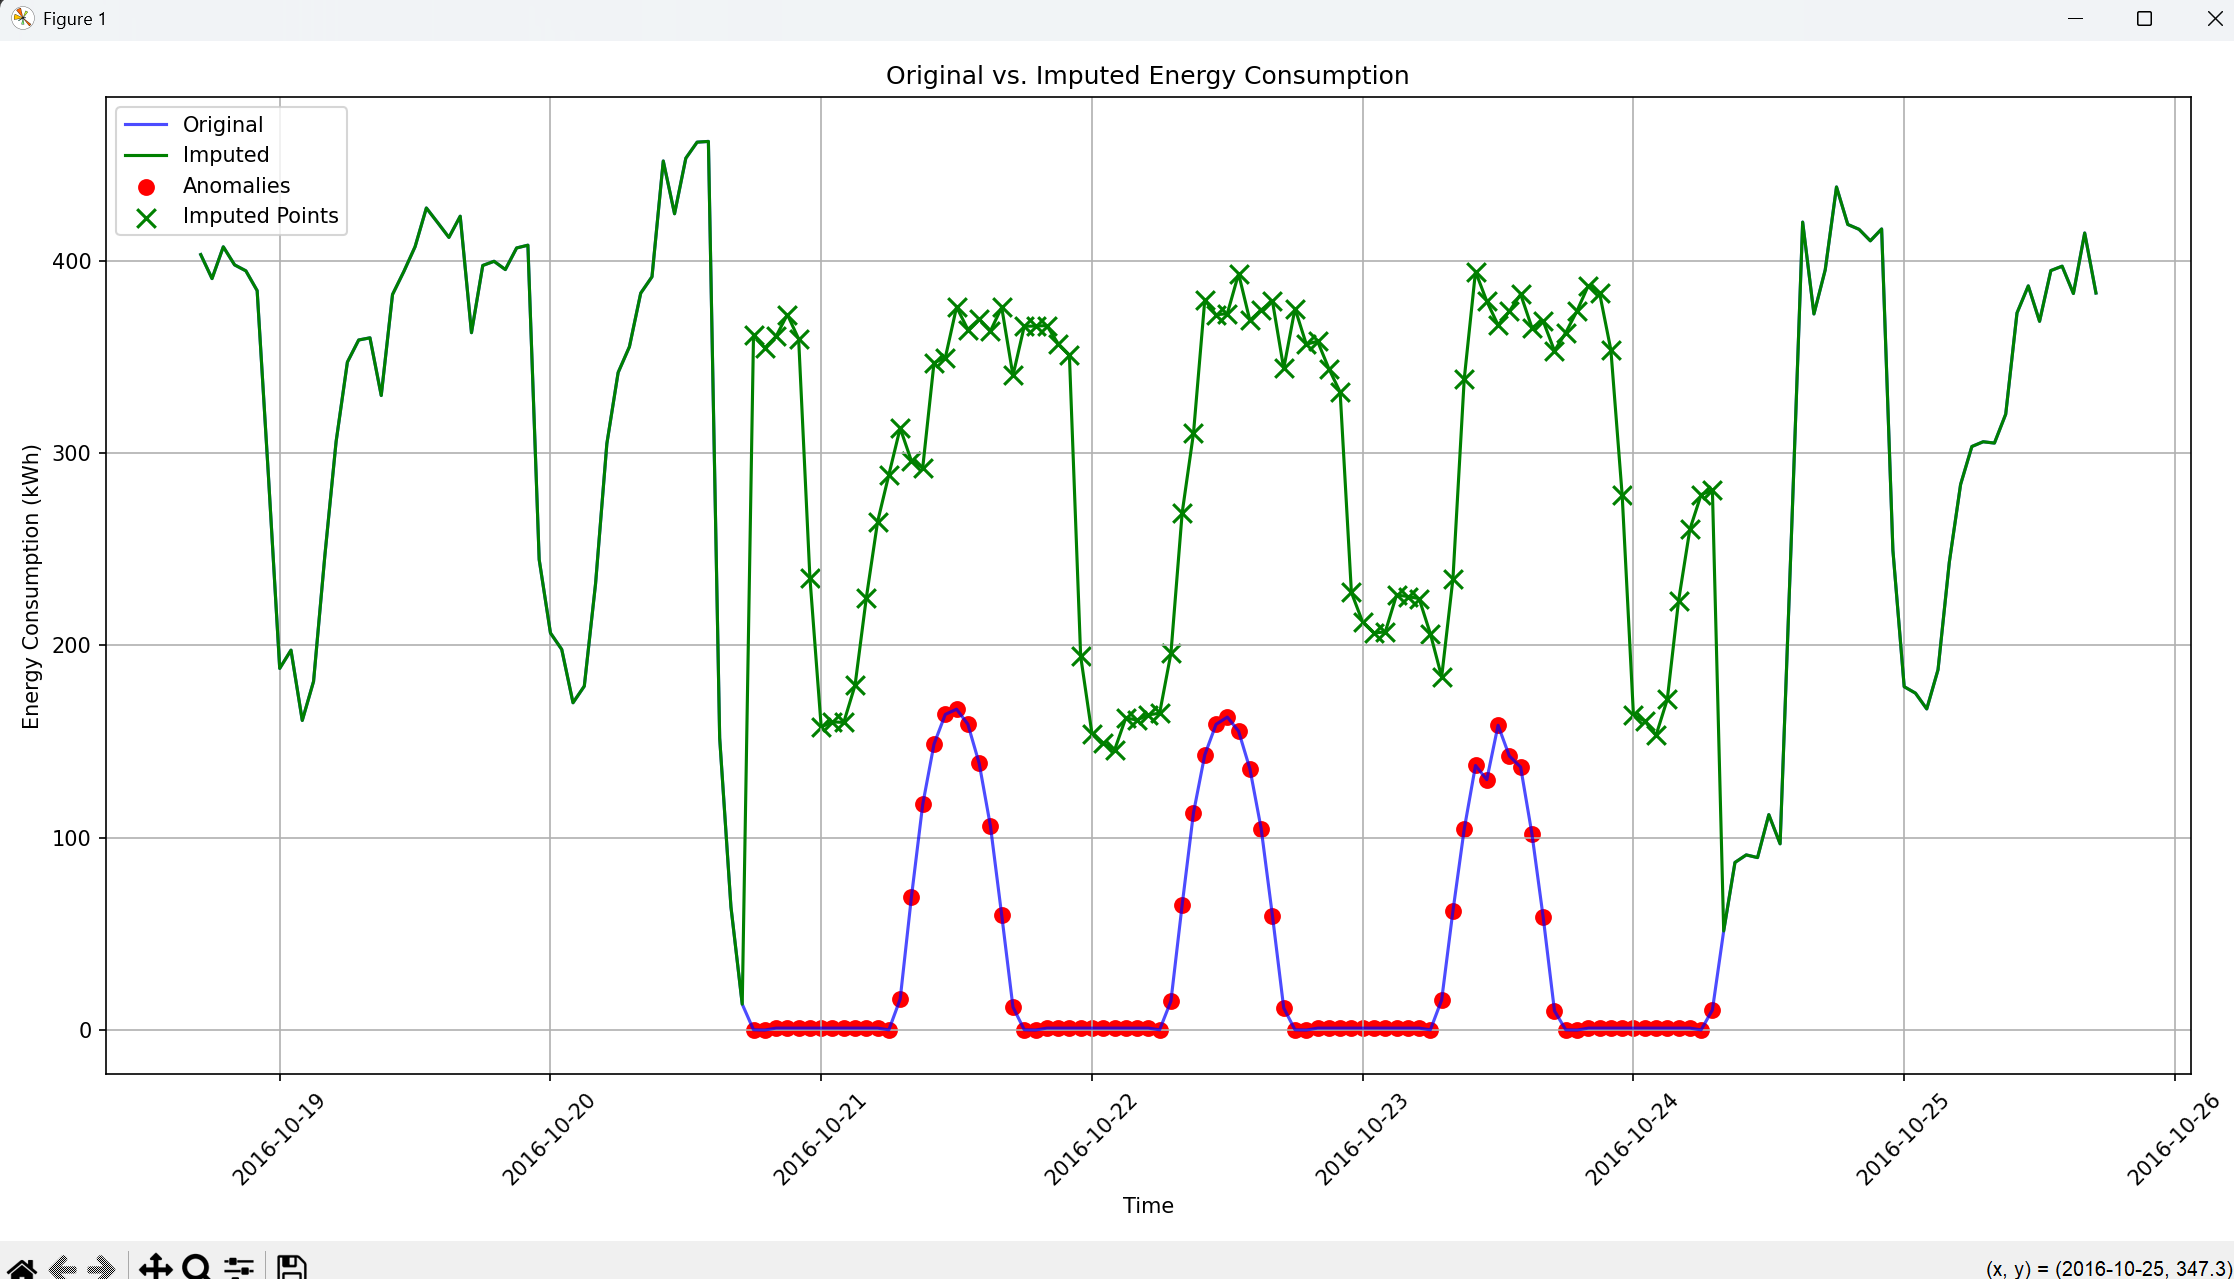 Figure 1
Original vs. Imputed Energy Consumption
Original
Imputed
Anomalies
Imputed Points
Energy Consumption (kWh)
400
300
200
100
0
2016-10-19
2016-10-20
2016-10-21
2016-10-22
2016-10-23
2016-10-24
2016-10-25
2016-10-26
Time
(x, y) = (2016-10-25, 347.3)